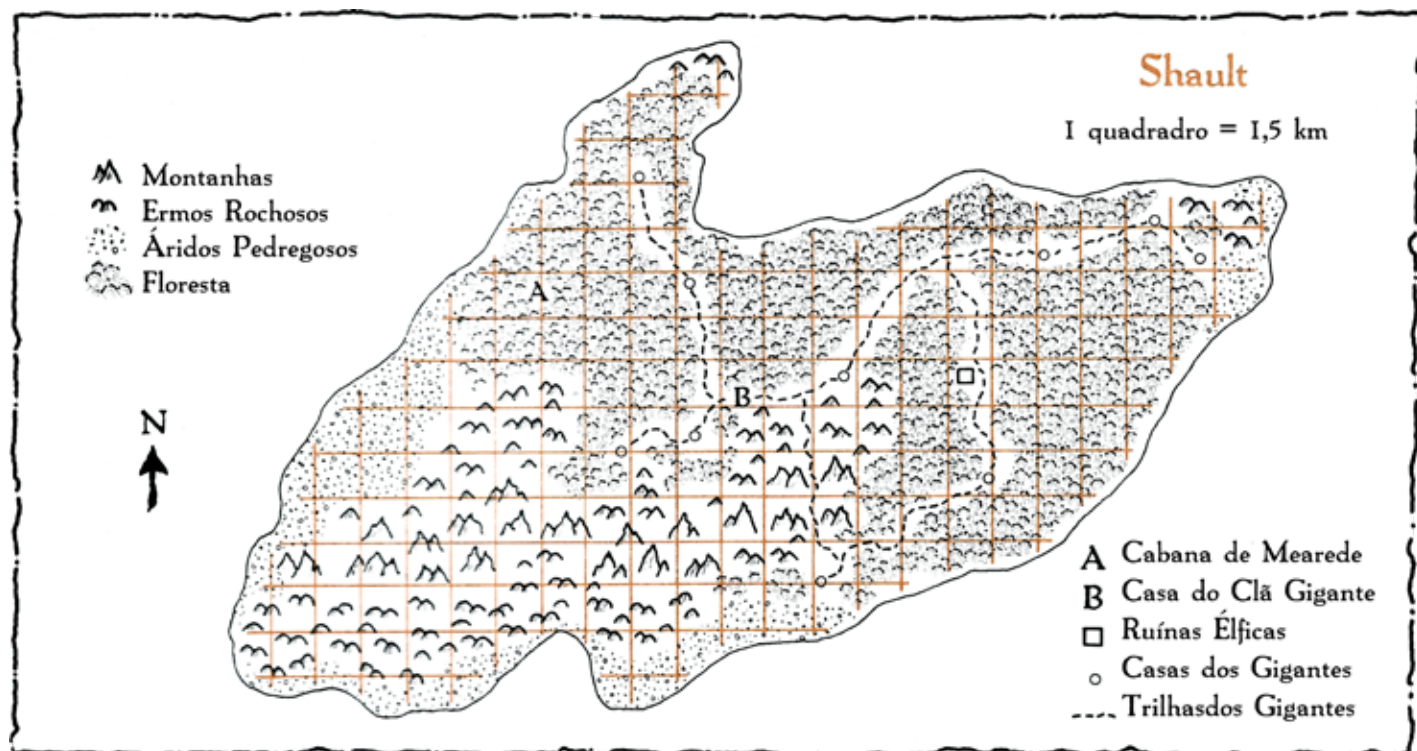 Shault
1 quadradro = 1,5 km
Montanhas
Ermos Rochosos
Áridos Pedregosos
Floresta
A
B
N
A Cabana de Mearede
B Casa do Clã Gigante
Ruínas Élficas
Casas dos Gigantes
Trilhasdos Gigantes